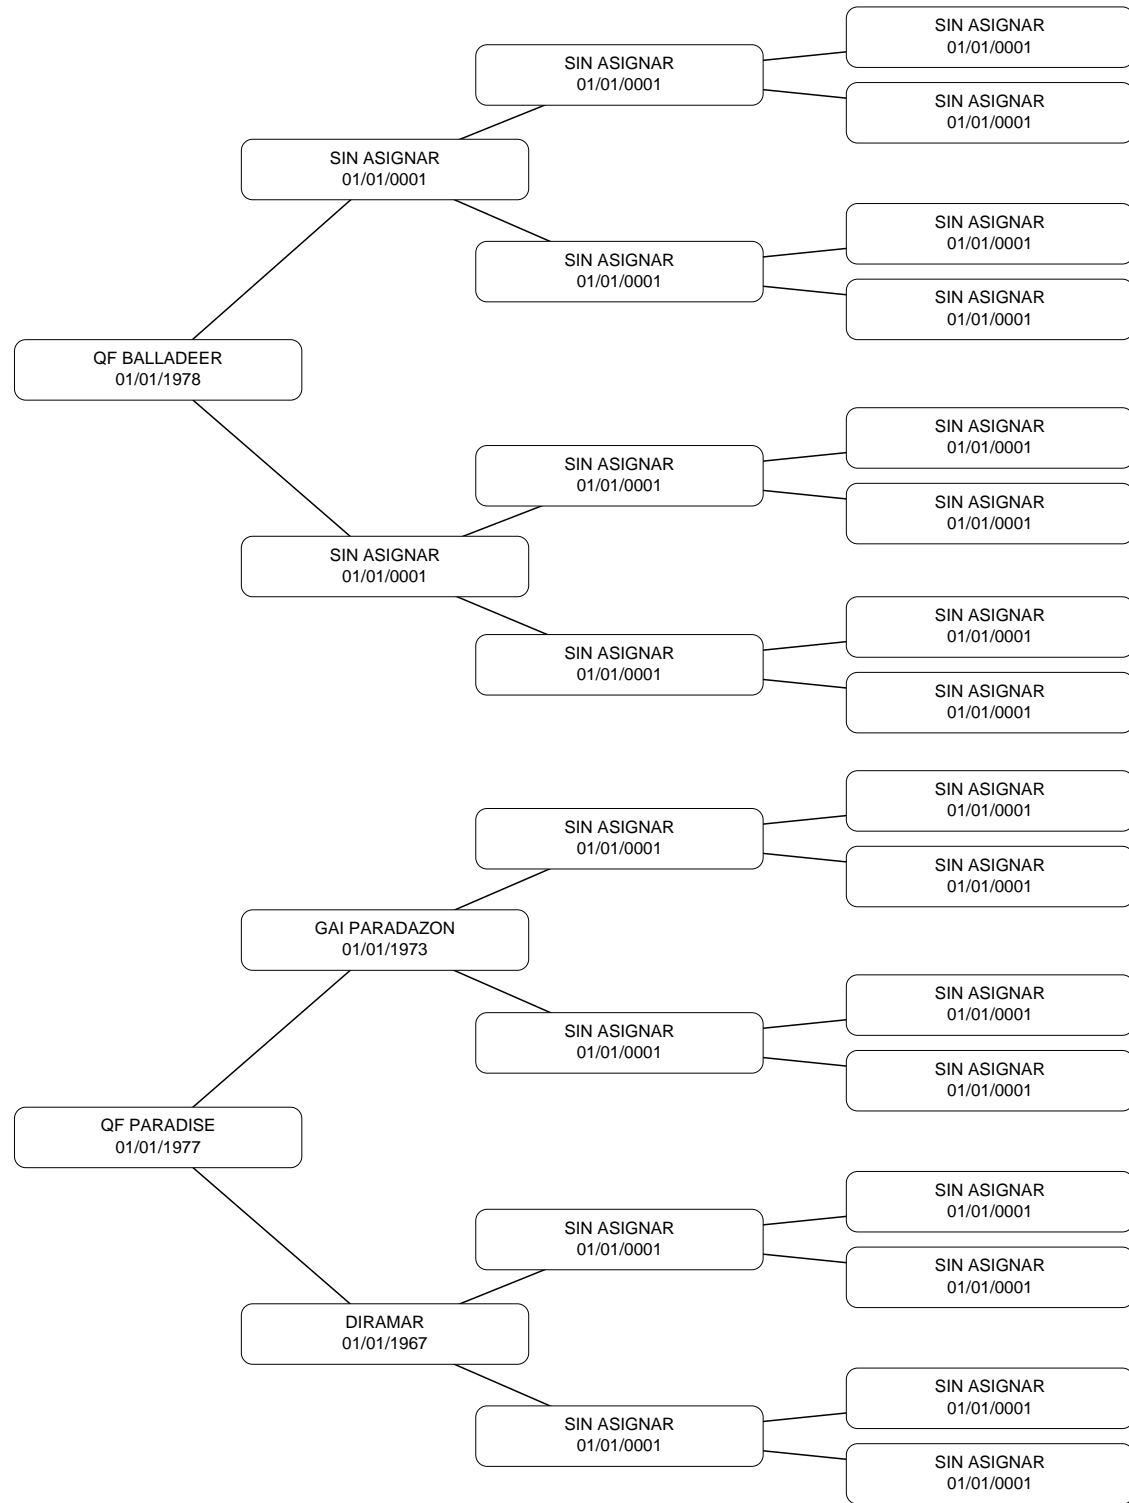 SIN ASIGNAR
01/01/0001
SIN ASIGNAR
01/01/0001
SIN ASIGNAR
01/01/0001
SIN ASIGNAR
01/01/0001
SIN ASIGNAR
01/01/0001
SIN ASIGNAR
01/01/0001
SIN ASIGNAR
01/01/0001
QF BALLADEER
01/01/1978
SIN ASIGNAR
01/01/0001
SIN ASIGNAR
01/01/0001
SIN ASIGNAR
01/01/0001
SIN ASIGNAR
01/01/0001
SIN ASIGNAR
01/01/0001
SIN ASIGNAR
01/01/0001
SIN ASIGNAR
01/01/0001
SIN ASIGNAR
01/01/0001
SIN ASIGNAR
01/01/0001
SIN ASIGNAR
01/01/0001
GAI PARADAZON
01/01/1973
SIN ASIGNAR
01/01/0001
SIN ASIGNAR
01/01/0001
SIN ASIGNAR
01/01/0001
QF PARADISE
01/01/1977
SIN ASIGNAR
01/01/0001
SIN ASIGNAR
01/01/0001
SIN ASIGNAR
01/01/0001
DIRAMAR
01/01/1967
SIN ASIGNAR
01/01/0001
SIN ASIGNAR
01/01/0001
SIN ASIGNAR
01/01/0001